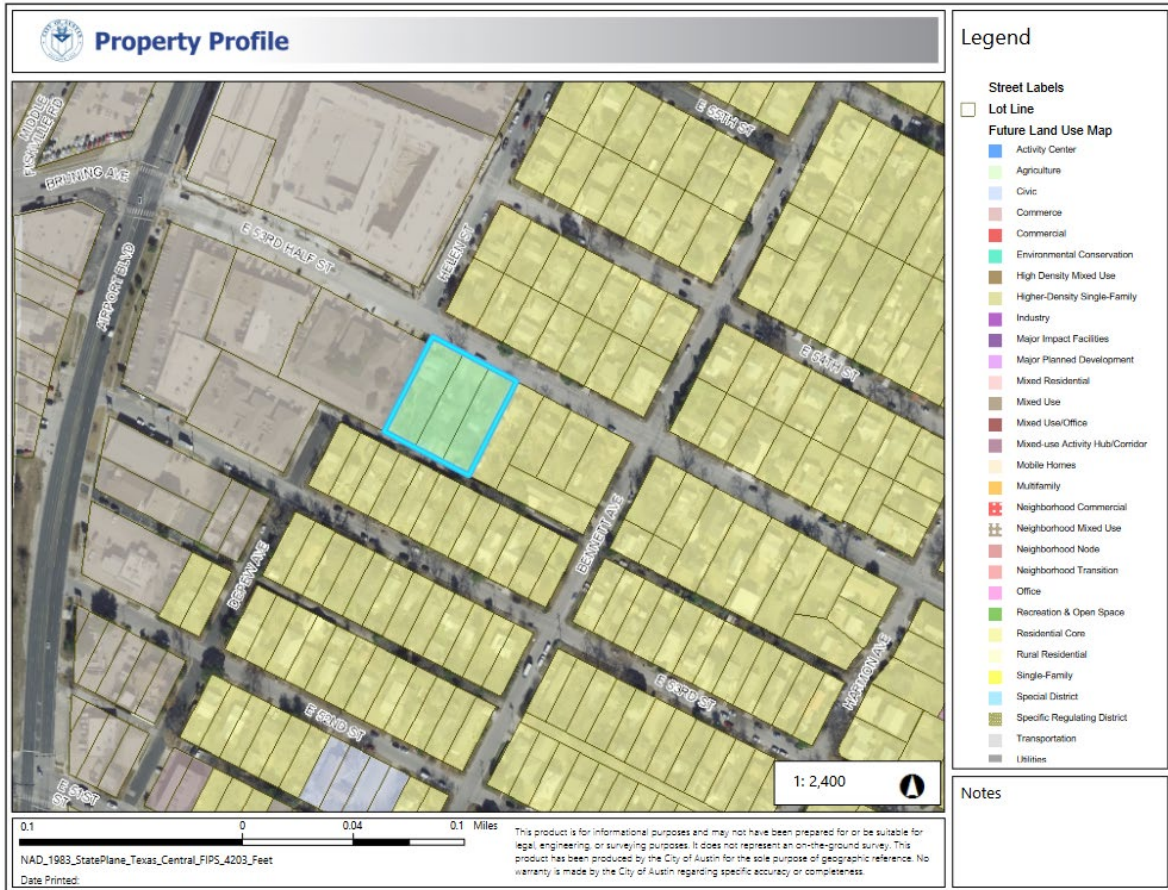 Property Profile
MIDDLE
FISKVILLE RD
BRUNING AVE
AIRPORT BLVD
E 53RD HALF ST
HELEN ST
E 55TH ST
E 54TH ST
BENNETT AVE
DEPEW AVE
E 53RD ST
HARMON AVE
E 52ND ST
E 51ST
1: 2,400
Legend
Street Labels
Lot Line
Future Land Use Map
Activity Center
Agriculture
Civic
Commerce
Commercial
Environmental Conservation
High Density Mixed Use
Higher-Density Single-Family
Industry
Major Impact Facilities
Major Planned Development
Mixed Residential
Mixed Use
Mixed Use/Office
Mixed-use Activity Hub/Corridor
Mobile Homes
Multifamily
Neighborhood Commercial
Neighborhood Mixed Use
Neighborhood Node
Neighborhood Transition
Office
Recreation & Open Space
Residential Core
Rural Residential
Single-Family
Special District
Specific Regulating District
Transportation
Utilities
Notes
0.1 0 0.04 0.1 Miles
NAD_1983_StatePlane_Texas_Central_FIPS_4203_Feet
Date Printed:
This product is for informational purposes and may not have been prepared for or be suitable for
legal, engineering, or surveying purposes. It does not represent an on-the-ground survey. This
product has been produced by the City of Austin for the sole purpose of geographic reference. No
warranty is made by the City of Austin regarding specific accuracy or completeness.